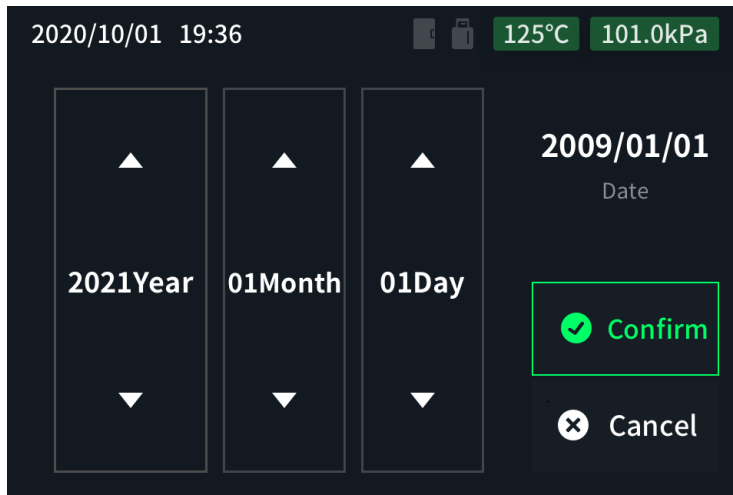 2020/10/01 19:36 125℃ 101.0kPa
2009/01/01
Date
2021Year 01Month 01Day
Confirm
Cancel